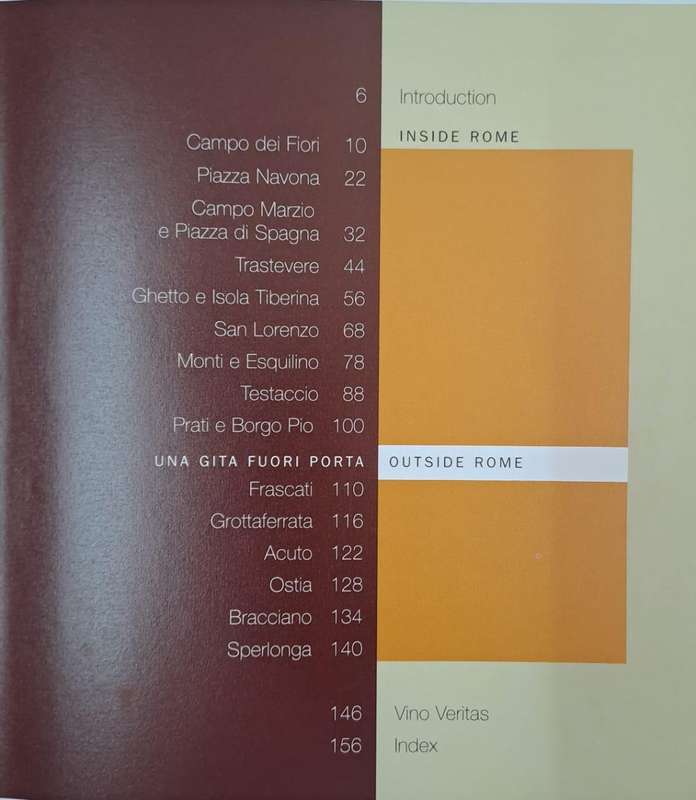 6 Introduction
INSIDE ROME
Campo dei Fiori 10
Piazza Navona 22
Campo Marzio
e Piazza di Spagna 32
Trastevere 44
Ghetto e Isola Tiberina 56
San Lorenzo 68
Monti e Esquilino 78
Testaccio 88
Prati e Borgo Pio 100
UNA GITA FUORI PORTA OUTSIDE ROME
Frascati 110
Grottaferrata 116
Acuto 122
Ostia 128
Bracciano 134
Sperlonga 140
146 Vino Veritas
156 Index